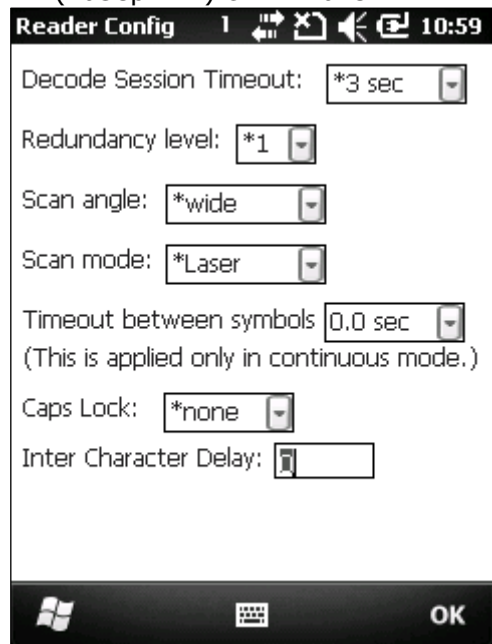 Reader Config 1 10:59
Decode Session Timeout: *3 sec
Redundancy level: *1
Scan angle: *wide
Scan mode: *Laser
Timeout between symbols 0.0 sec
(This is applied only in continuous mode.)
Caps Lock: *none
Inter Character Delay:
OK